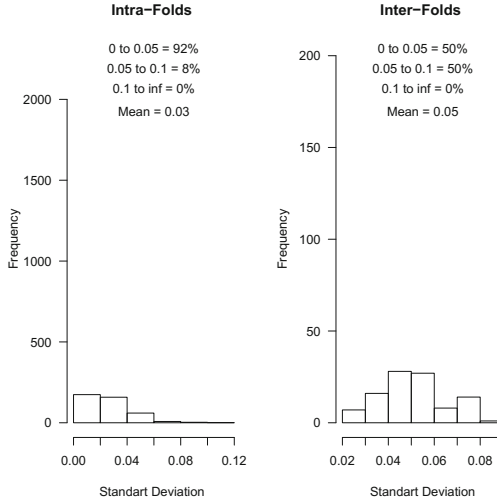 Intra−Folds
0 to 0.05 = 92%
0.05 to 0.1 = 8%
0.1 to inf = 0%
Mean = 0.03
2000
1500
1000
500
0
Frequency
0.00
0.04
0.08
0.12
Standart Deviation
Inter−Folds
0 to 0.05 = 50%
0.05 to 0.1 = 50%
0.1 to inf = 0%
Mean = 0.05
200
150
100
50
0
Frequency
0.02
0.04
0.06
0.08
Standart Deviation